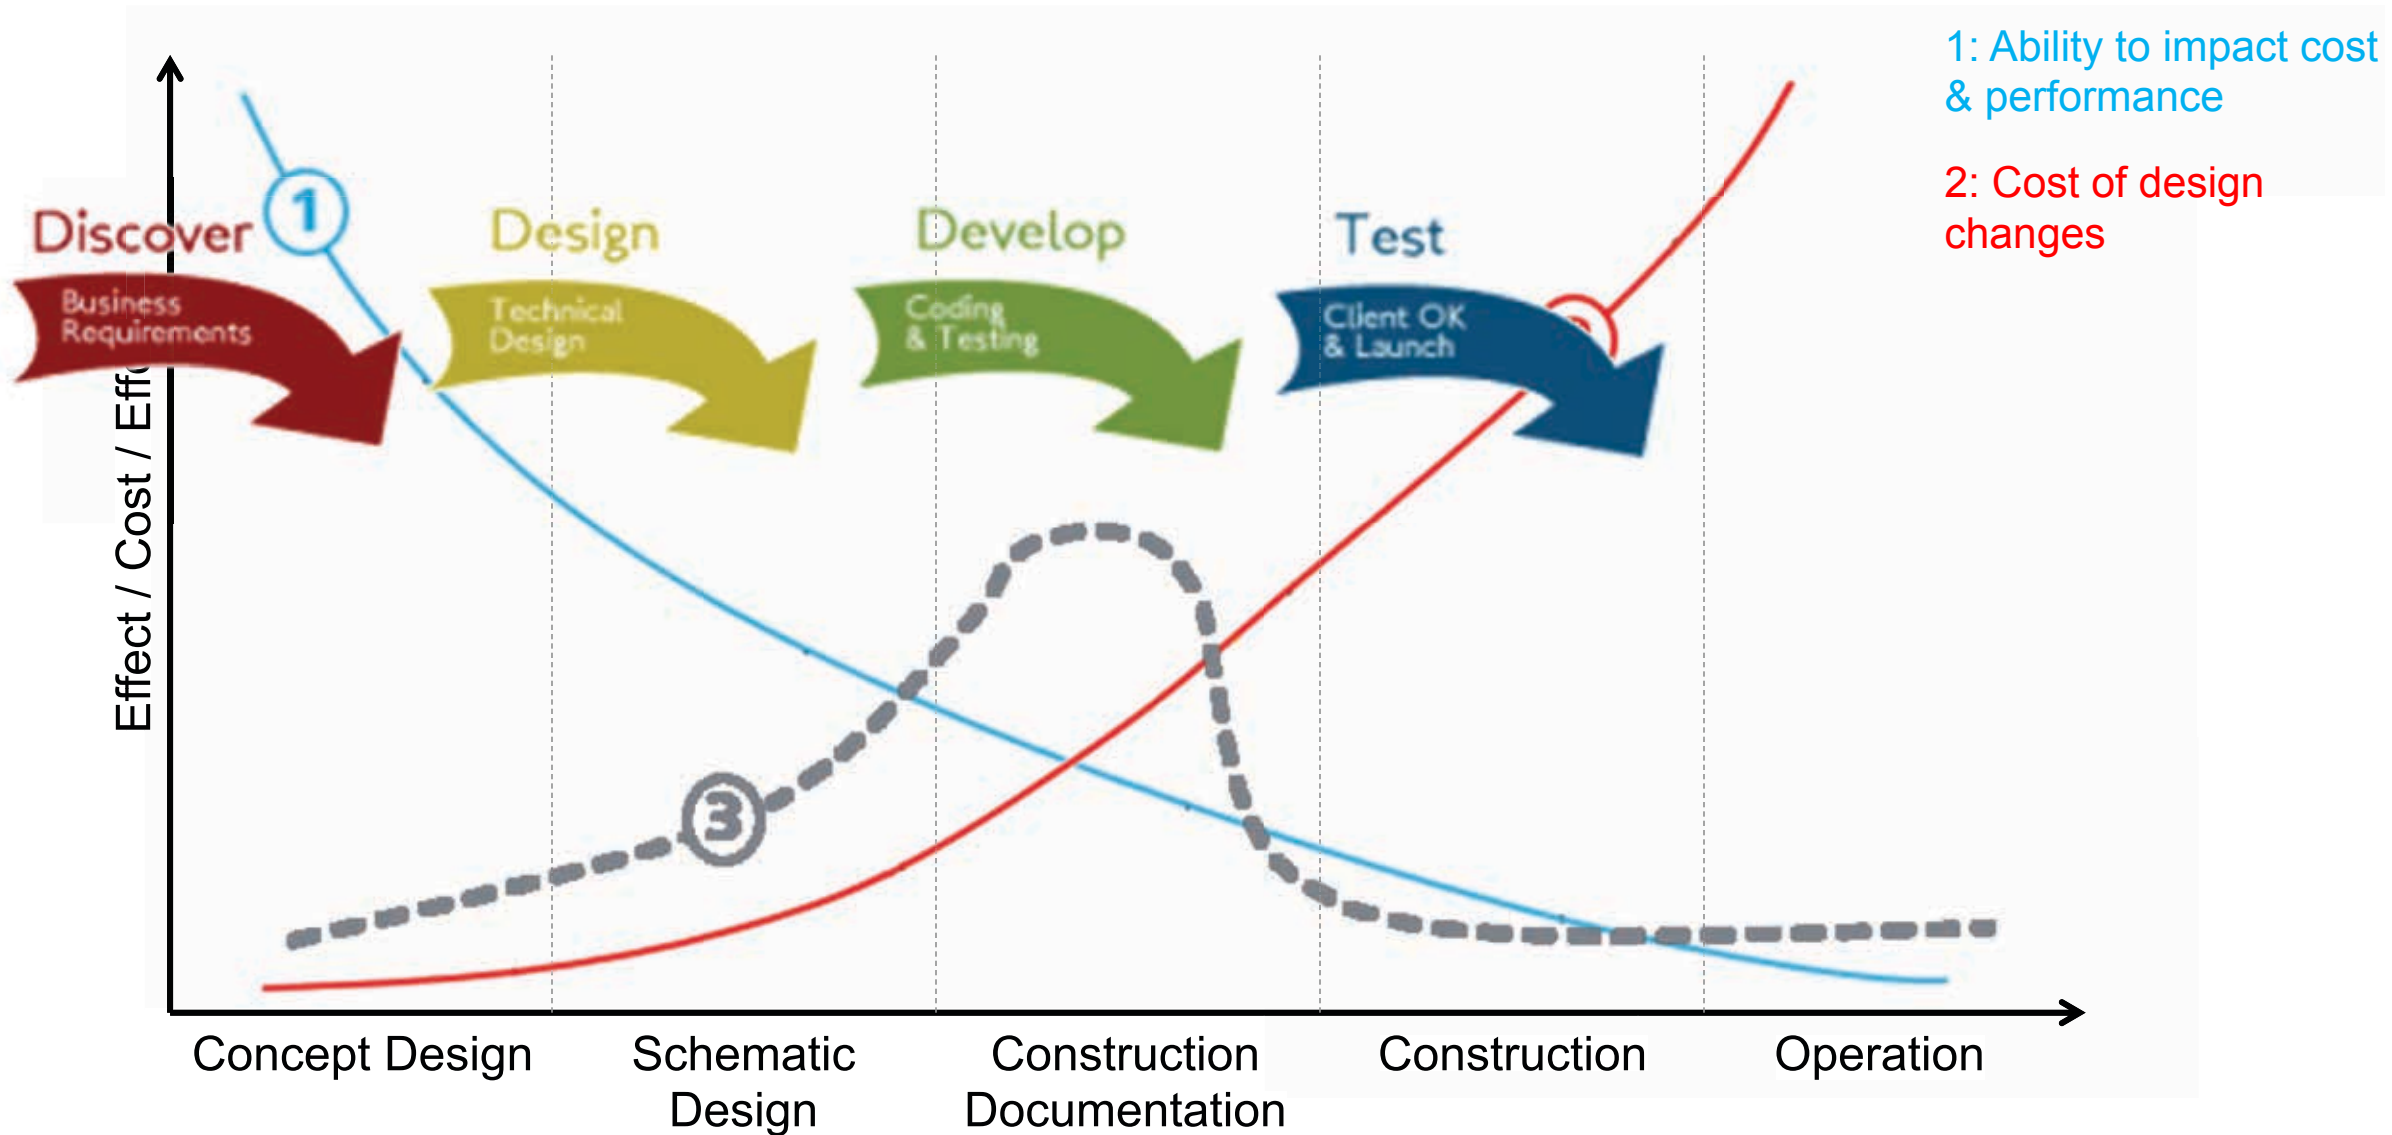 1: Ability to impact cost
& performance
2: Cost of design
changes
1
Discover
Design
Develop
Test
Business
Requirements
Technical
Design
Coding
& Testing
Client OK
& Launch
Effect / Cost /
3
Concept Design
Schematic
Design
Construction
Documentation
Construction
Operation